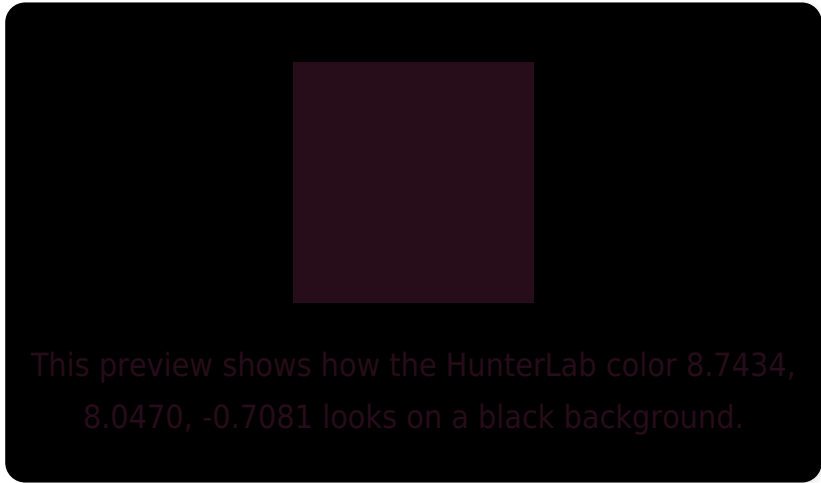 This preview shows how the HunterLab color 8.7434,
8.0470, -0.7081 looks on a black background.